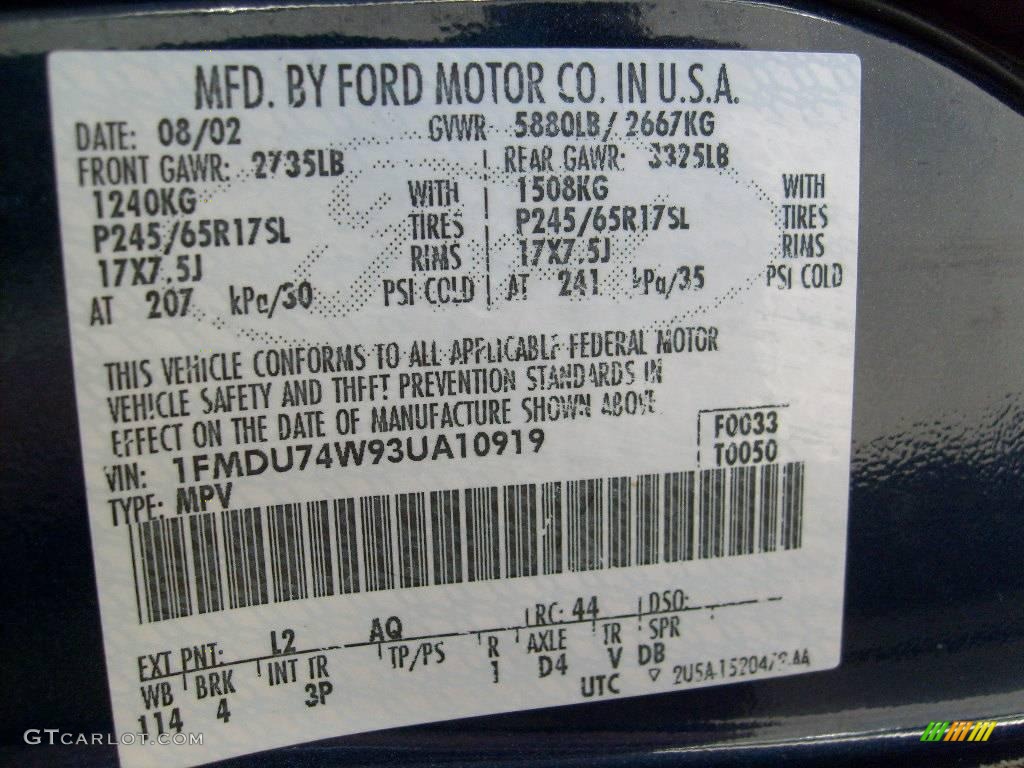 MFD. BY FORD MOTOR CO. IN U.S.A.
DATE: 08/02 GVWR 5880LB/ 2667KG
FRONT GAWR: 2735LB REAR GAWR: 3325LB
1240KG WITH 1508KG WITH
P245/65R17SL TIRES P245/65R17SL TIRES
17X7.5J RIMS 17X7.5J RIMS
AT 207 kPa/30 PSI COLD AT 241 kPa/35 PSI COLD
THIS VEHICLE CONFORMS TO ALL APPLICABLE FEDERAL MOTOR
VEHICLE SAFETY AND THEFT PREVENTION STANDARDS IN
EFFECT ON THE DATE OF MANUFACTURE SHOWN ABOVE
VIN: 1FMDU74W93UA10919 F0033
TYPE: MPV T0050
EXT PNT: L2 AQ RC: 44 DSO:
WB BRK INT TR TP/PS R AXLE TR SPR
114 4 3P 1 D4 V DB
UTC
GTCARLOT.COM